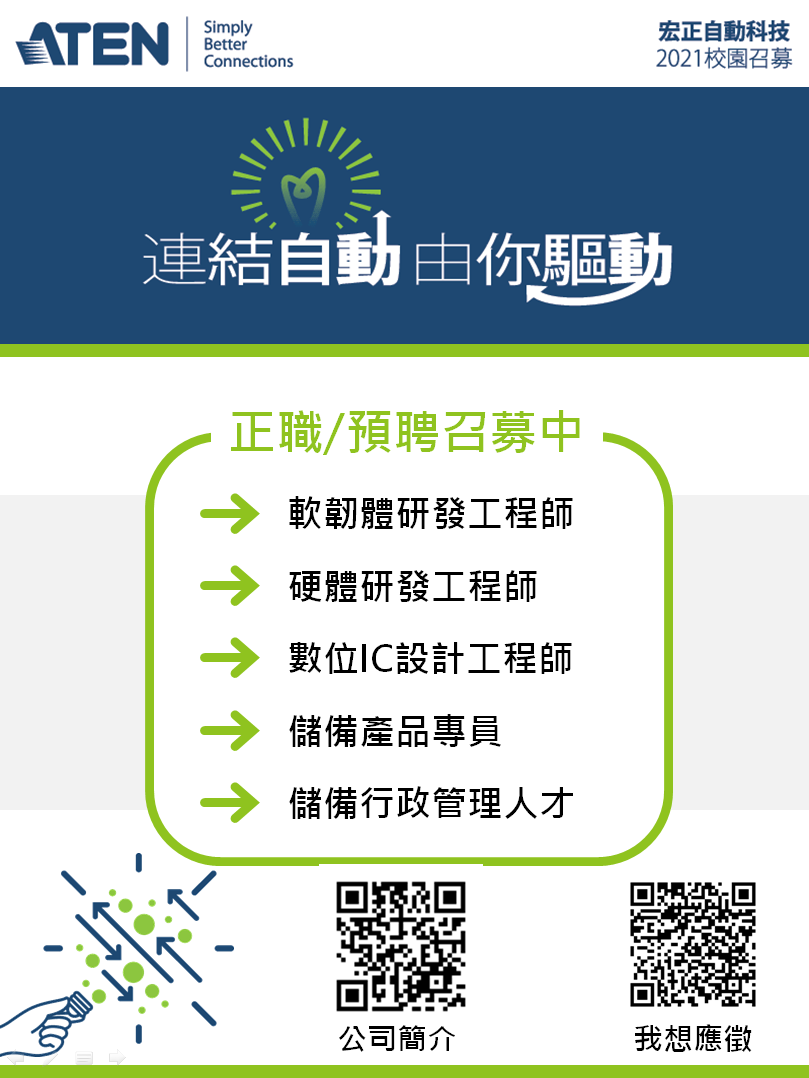 ATEN
Simply
Better
Connections
宏正自動科技
2021校園召募
連結自動 由你驅動
正職/預聘召募中
軟韌體研發工程師
硬體研發工程師
數位IC設計工程師
儲備產品專員
儲備行政管理人才
公司簡介
我想應徵